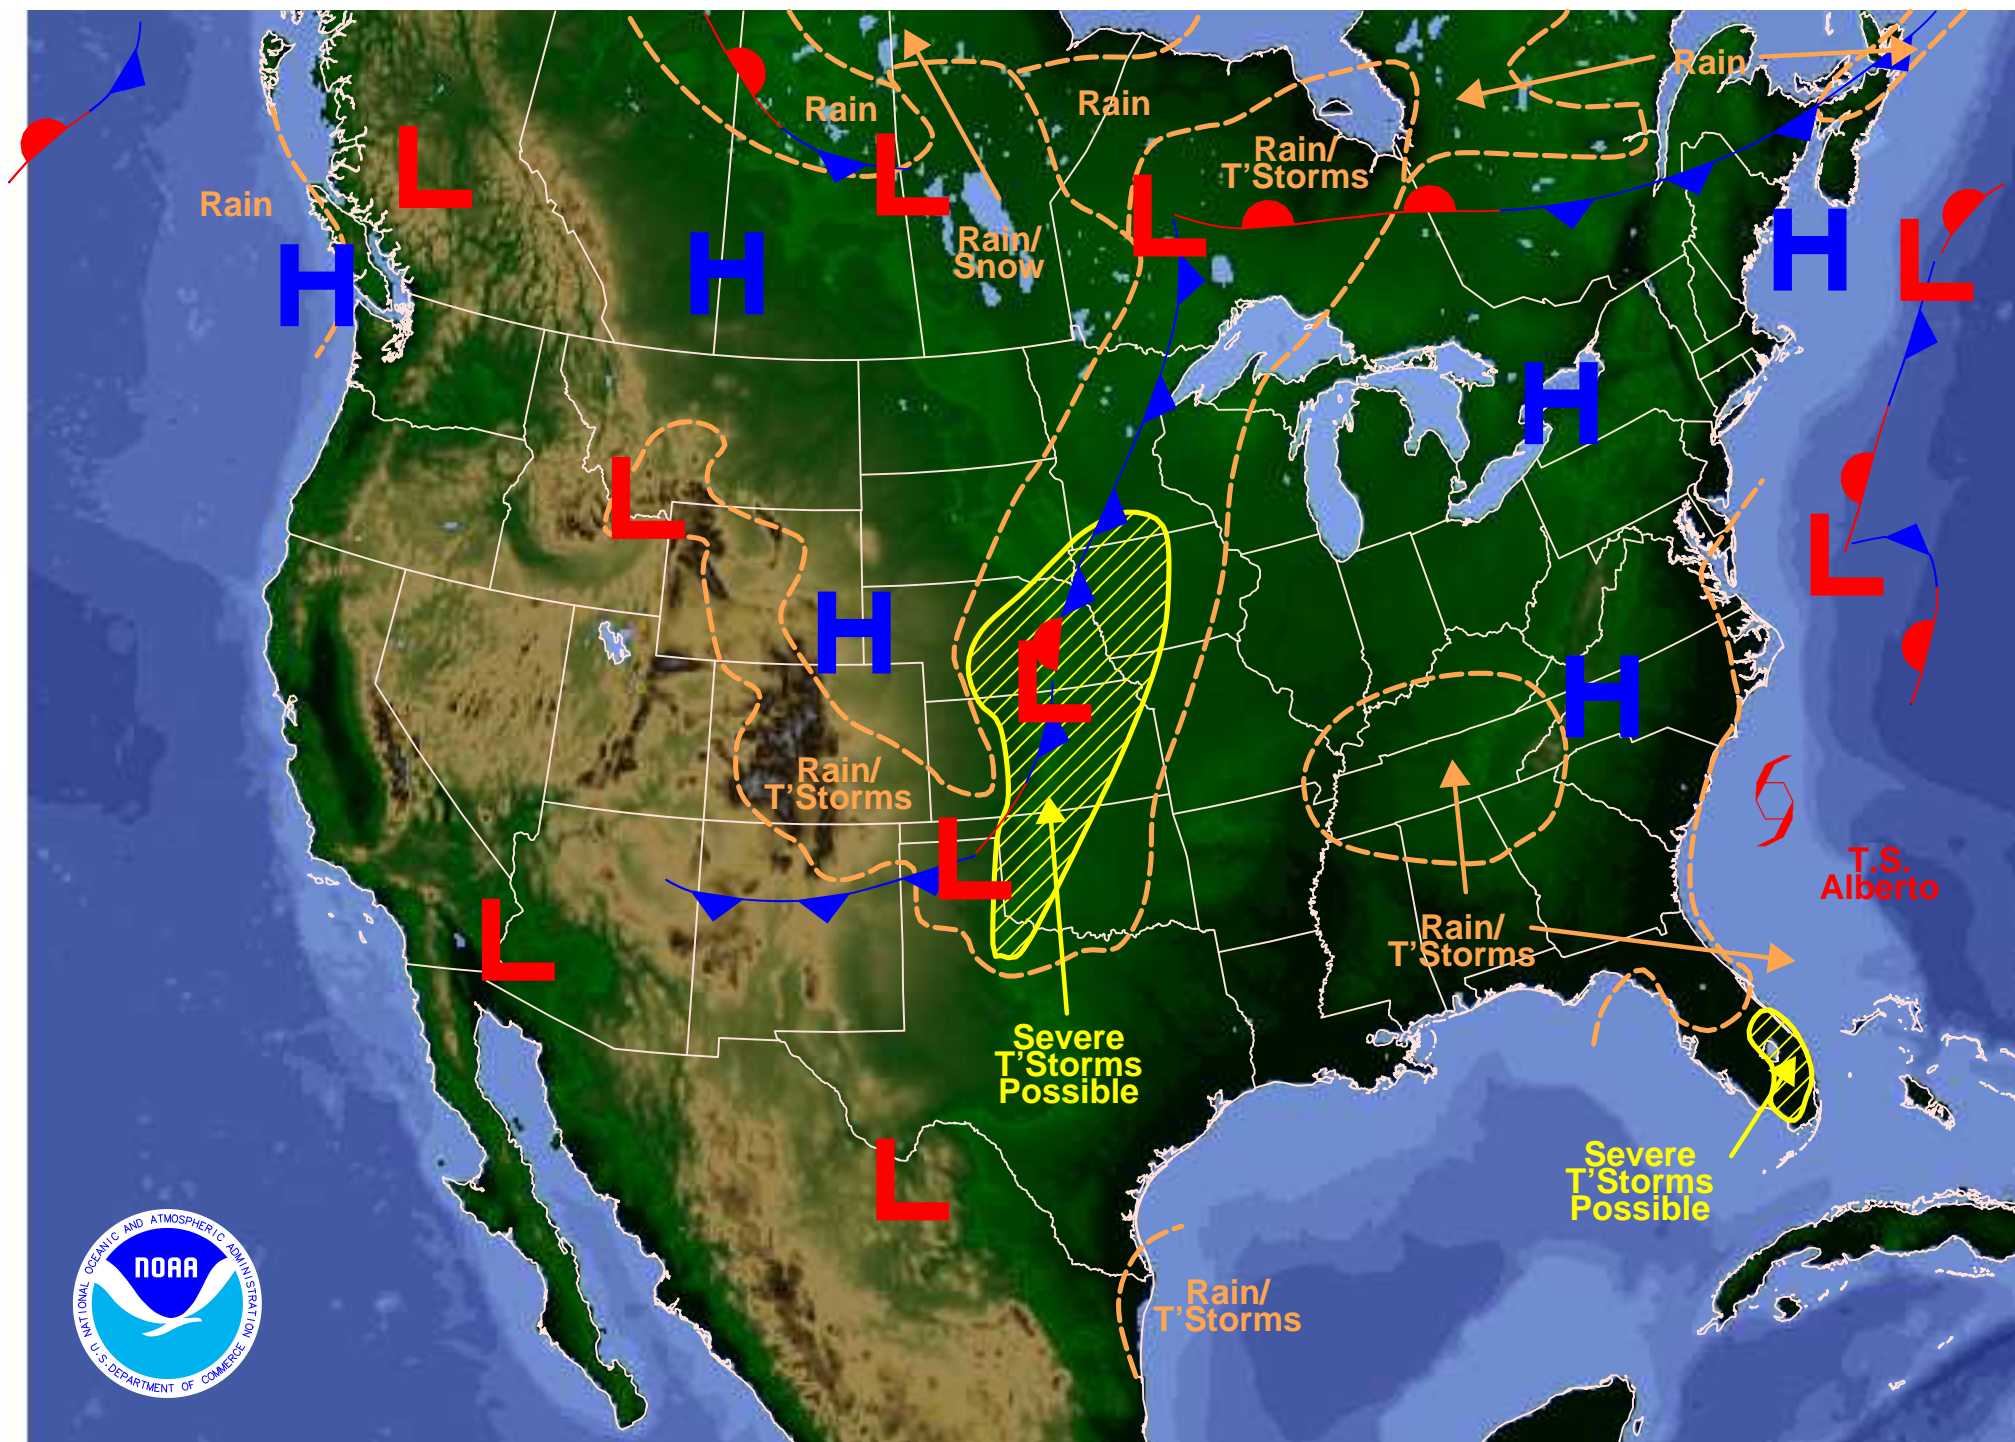 Rain
Rain
Rain
Rain
Rain/
T'Storms
Rain/
Snow
L
L
L
L
H
H
H
H
L
L
H
L
L
H
L
H
L
L
L
Rain/
T'Storms
T.S.
Alberto
Rain/
T'Storms
Severe
T'Storms
Possible
Severe
T'Storms
Possible
Rain/
T'Storms
NATIONAL OCEANIC AND ATMOSPHERIC ADMINISTRATION
NOAA
U.S. DEPARTMENT OF COMMERCE